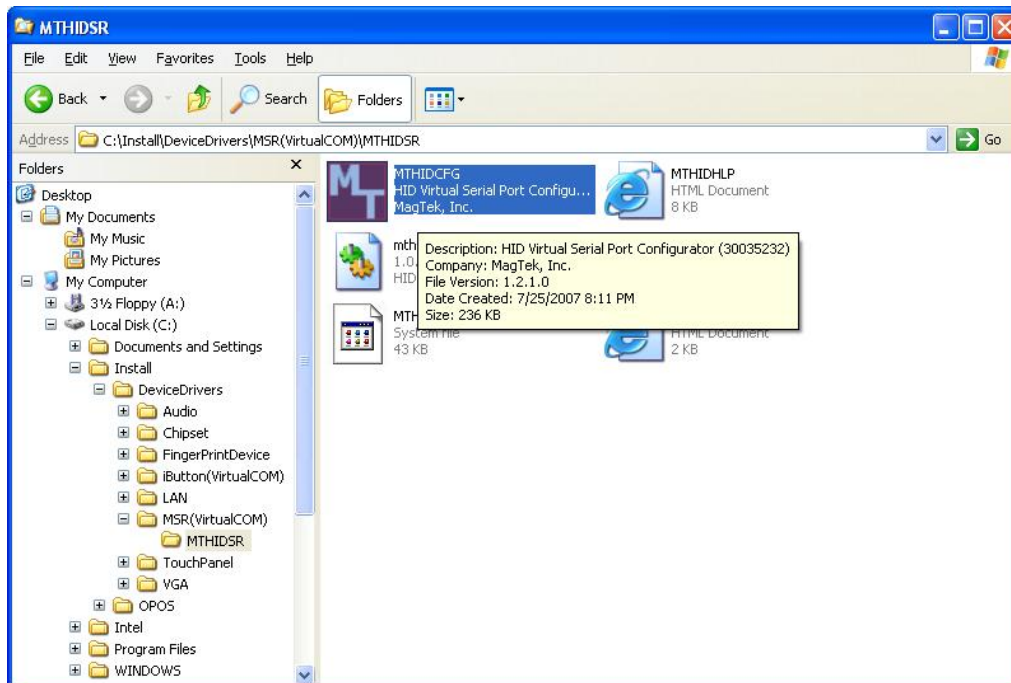 MTHIDSR
File Edit View Favorites Tools Help
Back Search Folders
Address C:\Install\DeviceDrivers\MSR(VirtualCOM)\MTHIDSR Go
Folders
Desktop
My Documents
My Music
My Pictures
My Computer
3½ Floppy (A:)
Local Disk (C:)
Documents and Settings
Install
DeviceDrivers
Audio
Chipset
FingerPrintDevice
iButton(VirtualCOM)
LAN
MSR(VirtualCOM)
MTHIDSR
TouchPanel
VGA
OPOS
Intel
Program Files
WINDOWS
MT
MTHIDCFG
HID Virtual Serial Port Configu...
MagTek, Inc.
MTHIDHLP
HTML Document
8 KB
Description: HID Virtual Serial Port Configurator (30035232)
Company: MagTek, Inc.
File Version: 1.2.1.0
Date Created: 7/25/2007 8:11 PM
Size: 236 KB
System file
43 KB
HTML Document
2 KB